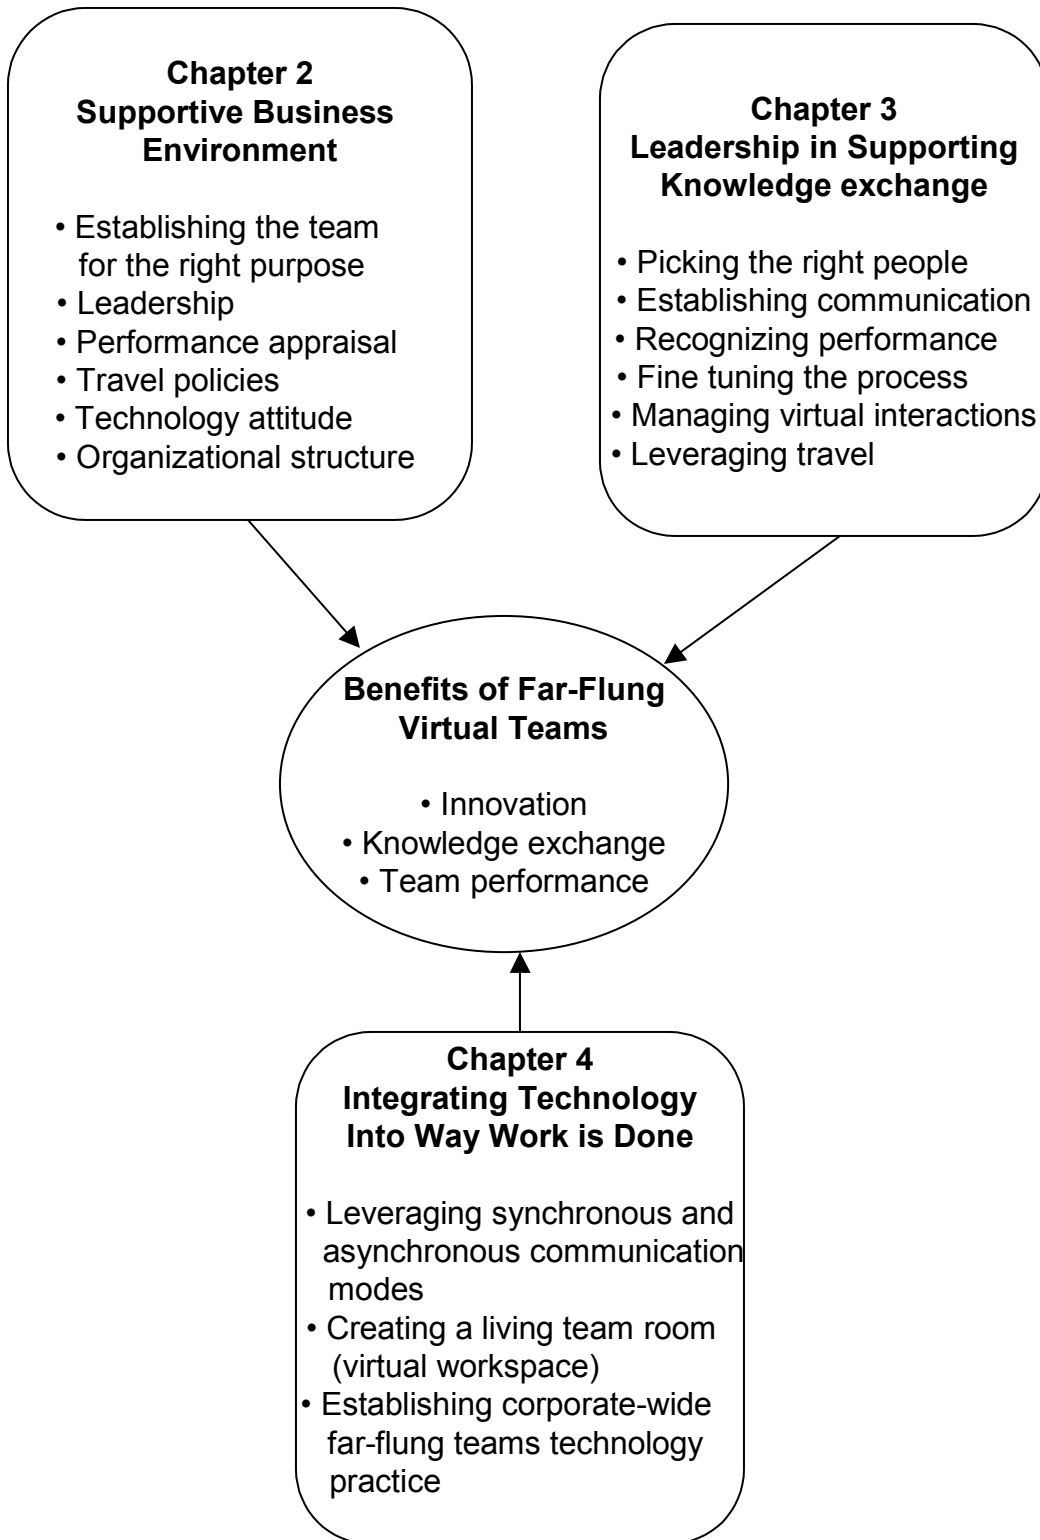 Chapter 2
Supportive Business
Environment
• Establishing the team
for the right purpose
• Leadership
• Performance appraisal
• Travel policies
• Technology attitude
• Organizational structure
Chapter 3
Leadership in Supporting
Knowledge exchange
• Picking the right people
• Establishing communication
• Recognizing performance
• Fine tuning the process
• Managing virtual interactions
• Leveraging travel
Benefits of Far-Flung
Virtual Teams
• Innovation
• Knowledge exchange
• Team performance
Chapter 4
Integrating Technology
Into Way Work is Done
• Leveraging synchronous and
asynchronous communication
modes
• Creating a living team room
(virtual workspace)
• Establishing corporate-wide
far-flung teams technology
practice